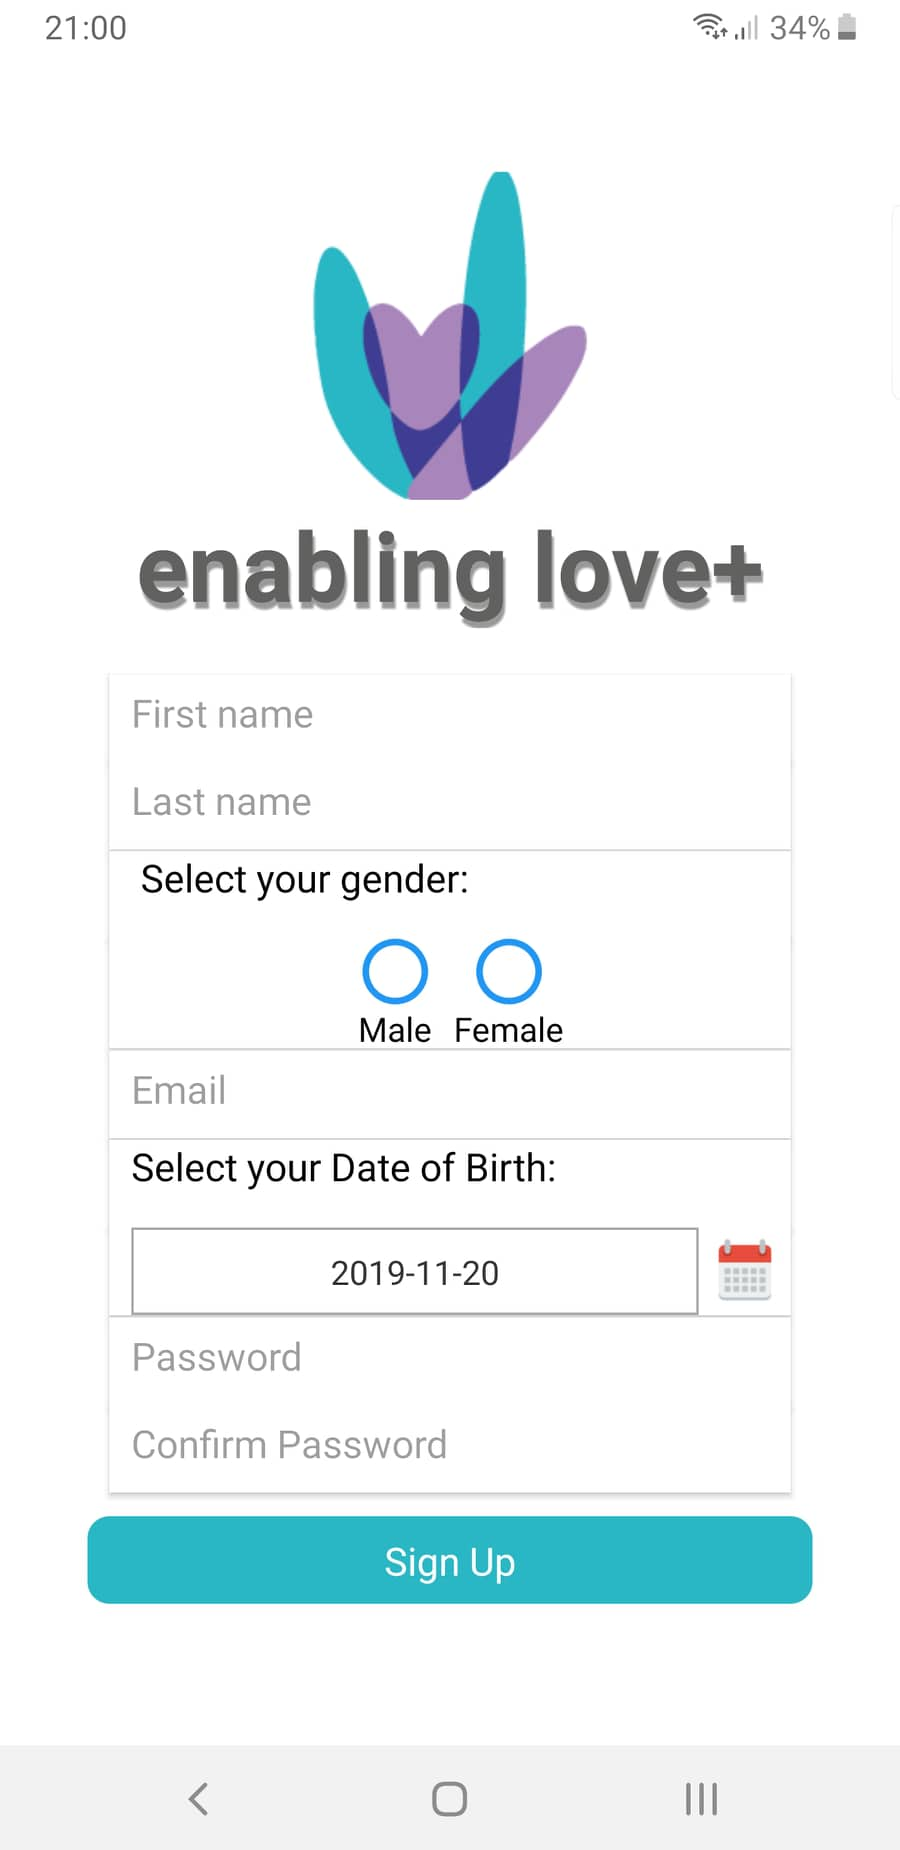 21:00 34%
enabling love+
First name
Last name
Select your gender:
Male Female
Email
Select your Date of Birth:
2019-11-20
Password
Confirm Password
Sign Up